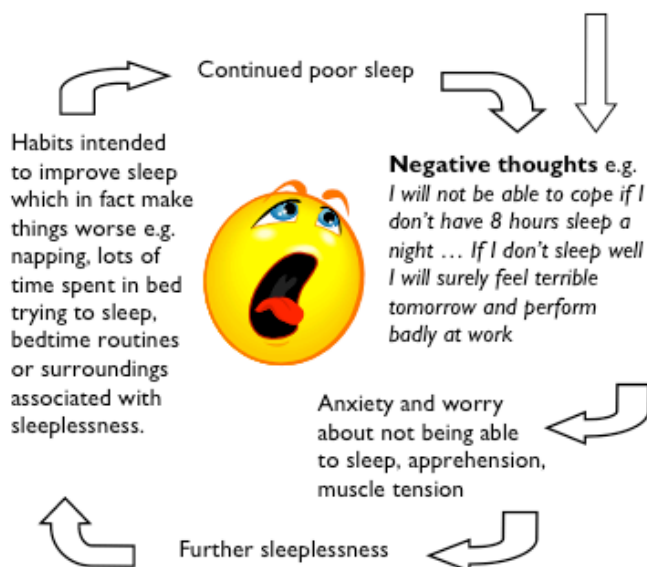 Continued poor sleep
Negative thoughts e.g.
I will not be able to cope if I
don't have 8 hours sleep a
night ... If I don't sleep well
I will surely feel terrible
tomorrow and perform
badly at work
Anxiety and worry
about not being able
to sleep, apprehension,
muscle tension
Further sleeplessness
Habits intended
to improve sleep
which in fact make
things worse e.g.
napping, lots of
time spent in bed
trying to sleep,
bedtime routines
or surroundings
associated with
sleeplessness.